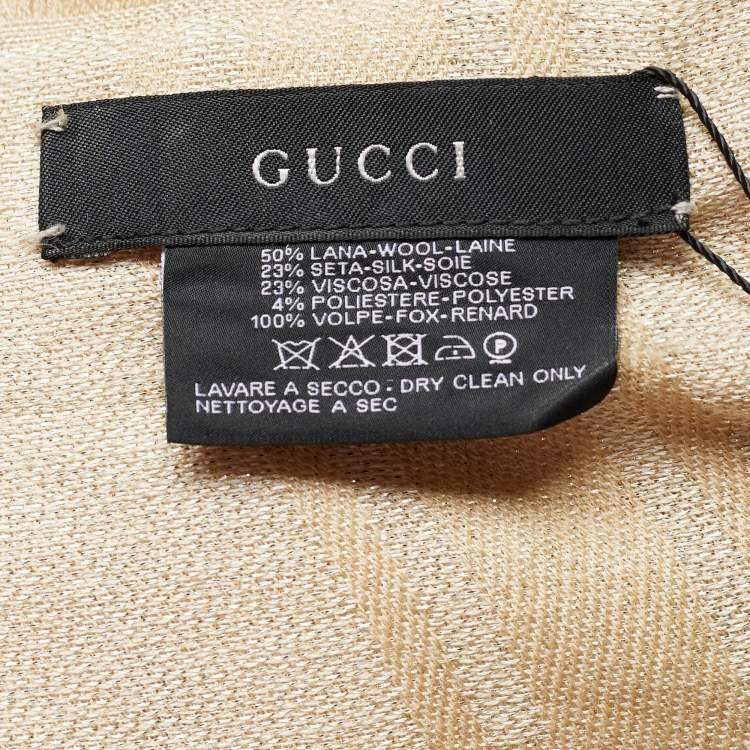 GUCCI
50% LANA-WOOL-LAINE
23% SETA-SILK-SOIE
23% VISCOSA-VISCOSE
4% POLIESTERE-POLYESTER
100% VOLPE-FOX-RENARD
P
LAVARE A SECCO - DRY CLEAN ONLY
NETTOYAGE A SEC